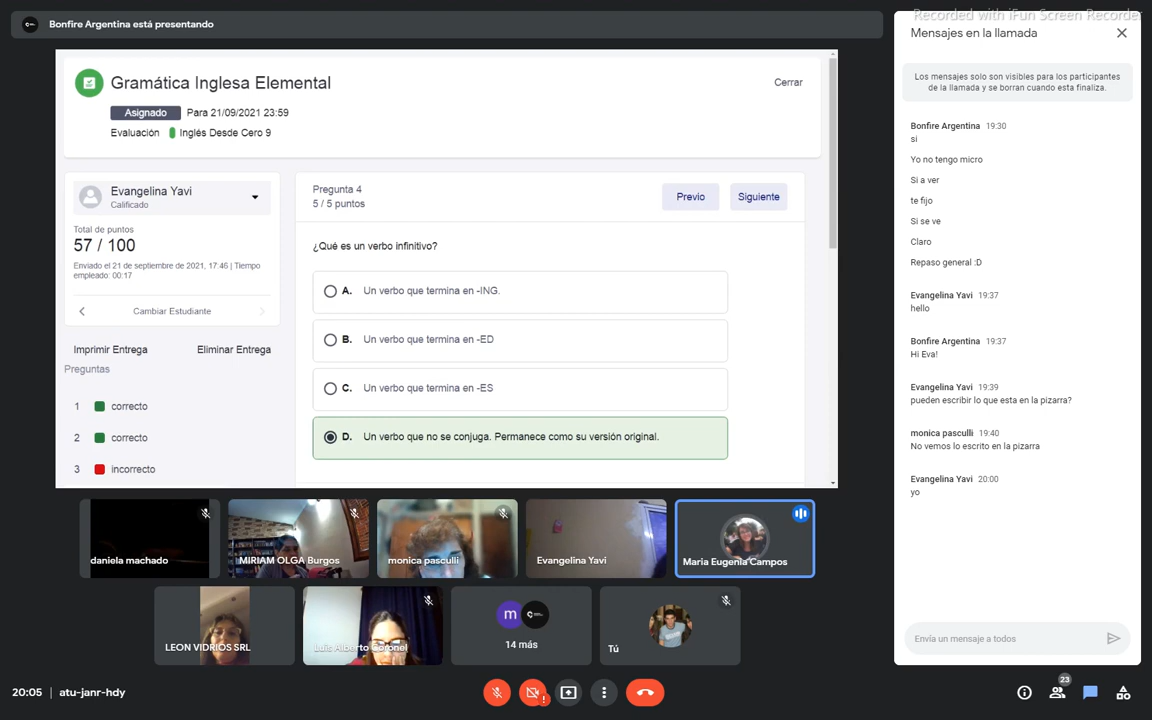 Bonfire Argentina está presentando
Gramática Inglesa Elemental
Cerrar
Asignado Para 21/09/2021 23:59
Evaluación Inglés Desde Cero 9
Evangelina Yavi
Calificado
Total de puntos
57 / 100
Enviado el 21 de septiembre de 2021, 17:46 | Tiempo
empleado: 00:17
Cambiar Estudiante
Imprimir Entrega Eliminar Entrega
Preguntas
1 correcto
2 correcto
3 incorrecto
Pregunta 4
5 / 5 puntos
Previo Siguiente
¿Qué es un verbo infinitivo?
A. Un verbo que termina en -ING.
B. Un verbo que termina en -ED
C. Un verbo que termina en -ES
D. Un verbo que no se conjuga. Permanece como su versión original.
daniela machado
MIRIAM OLGA Burgos
monica pasculli
Evangelina Yavi
Maria Eugenia Campos
LEON VIDRIOS SRL
Luis Alberto Coronel
m
14 más
Tú
20:05 | atu-janr-hdy
Recorded with iFun Screen Recorder
Mensajes en la llamada
Los mensajes solo son visibles para los participantes
de la llamada y se borran cuando esta finaliza.
Bonfire Argentina 19:30
si
Yo no tengo micro
Si a ver
te fijo
Si se ve
Claro
Repaso general :D
Evangelina Yavi 19:37
hello
Bonfire Argentina 19:37
Hi Eva!
Evangelina Yavi 19:39
pueden escribir lo que esta en la pizarra?
monica pasculli 19:40
No vemos lo escrito en la pizarra
Evangelina Yavi 20:00
yo
Envía un mensaje a todos
23